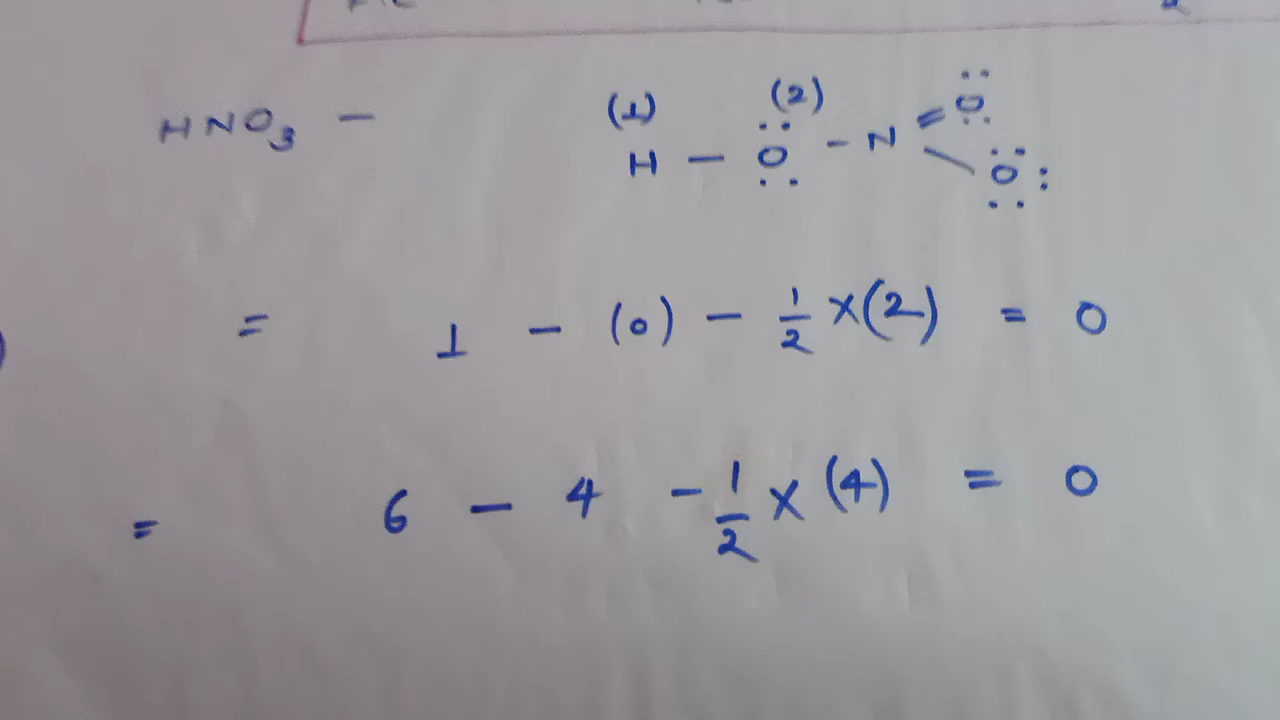 HNO3 - (1) H - O (2) - N = O - O
= 1 - (0) - 1/2 × (2) = 0
= 6 - 4 - 1/2 × (4) = 0